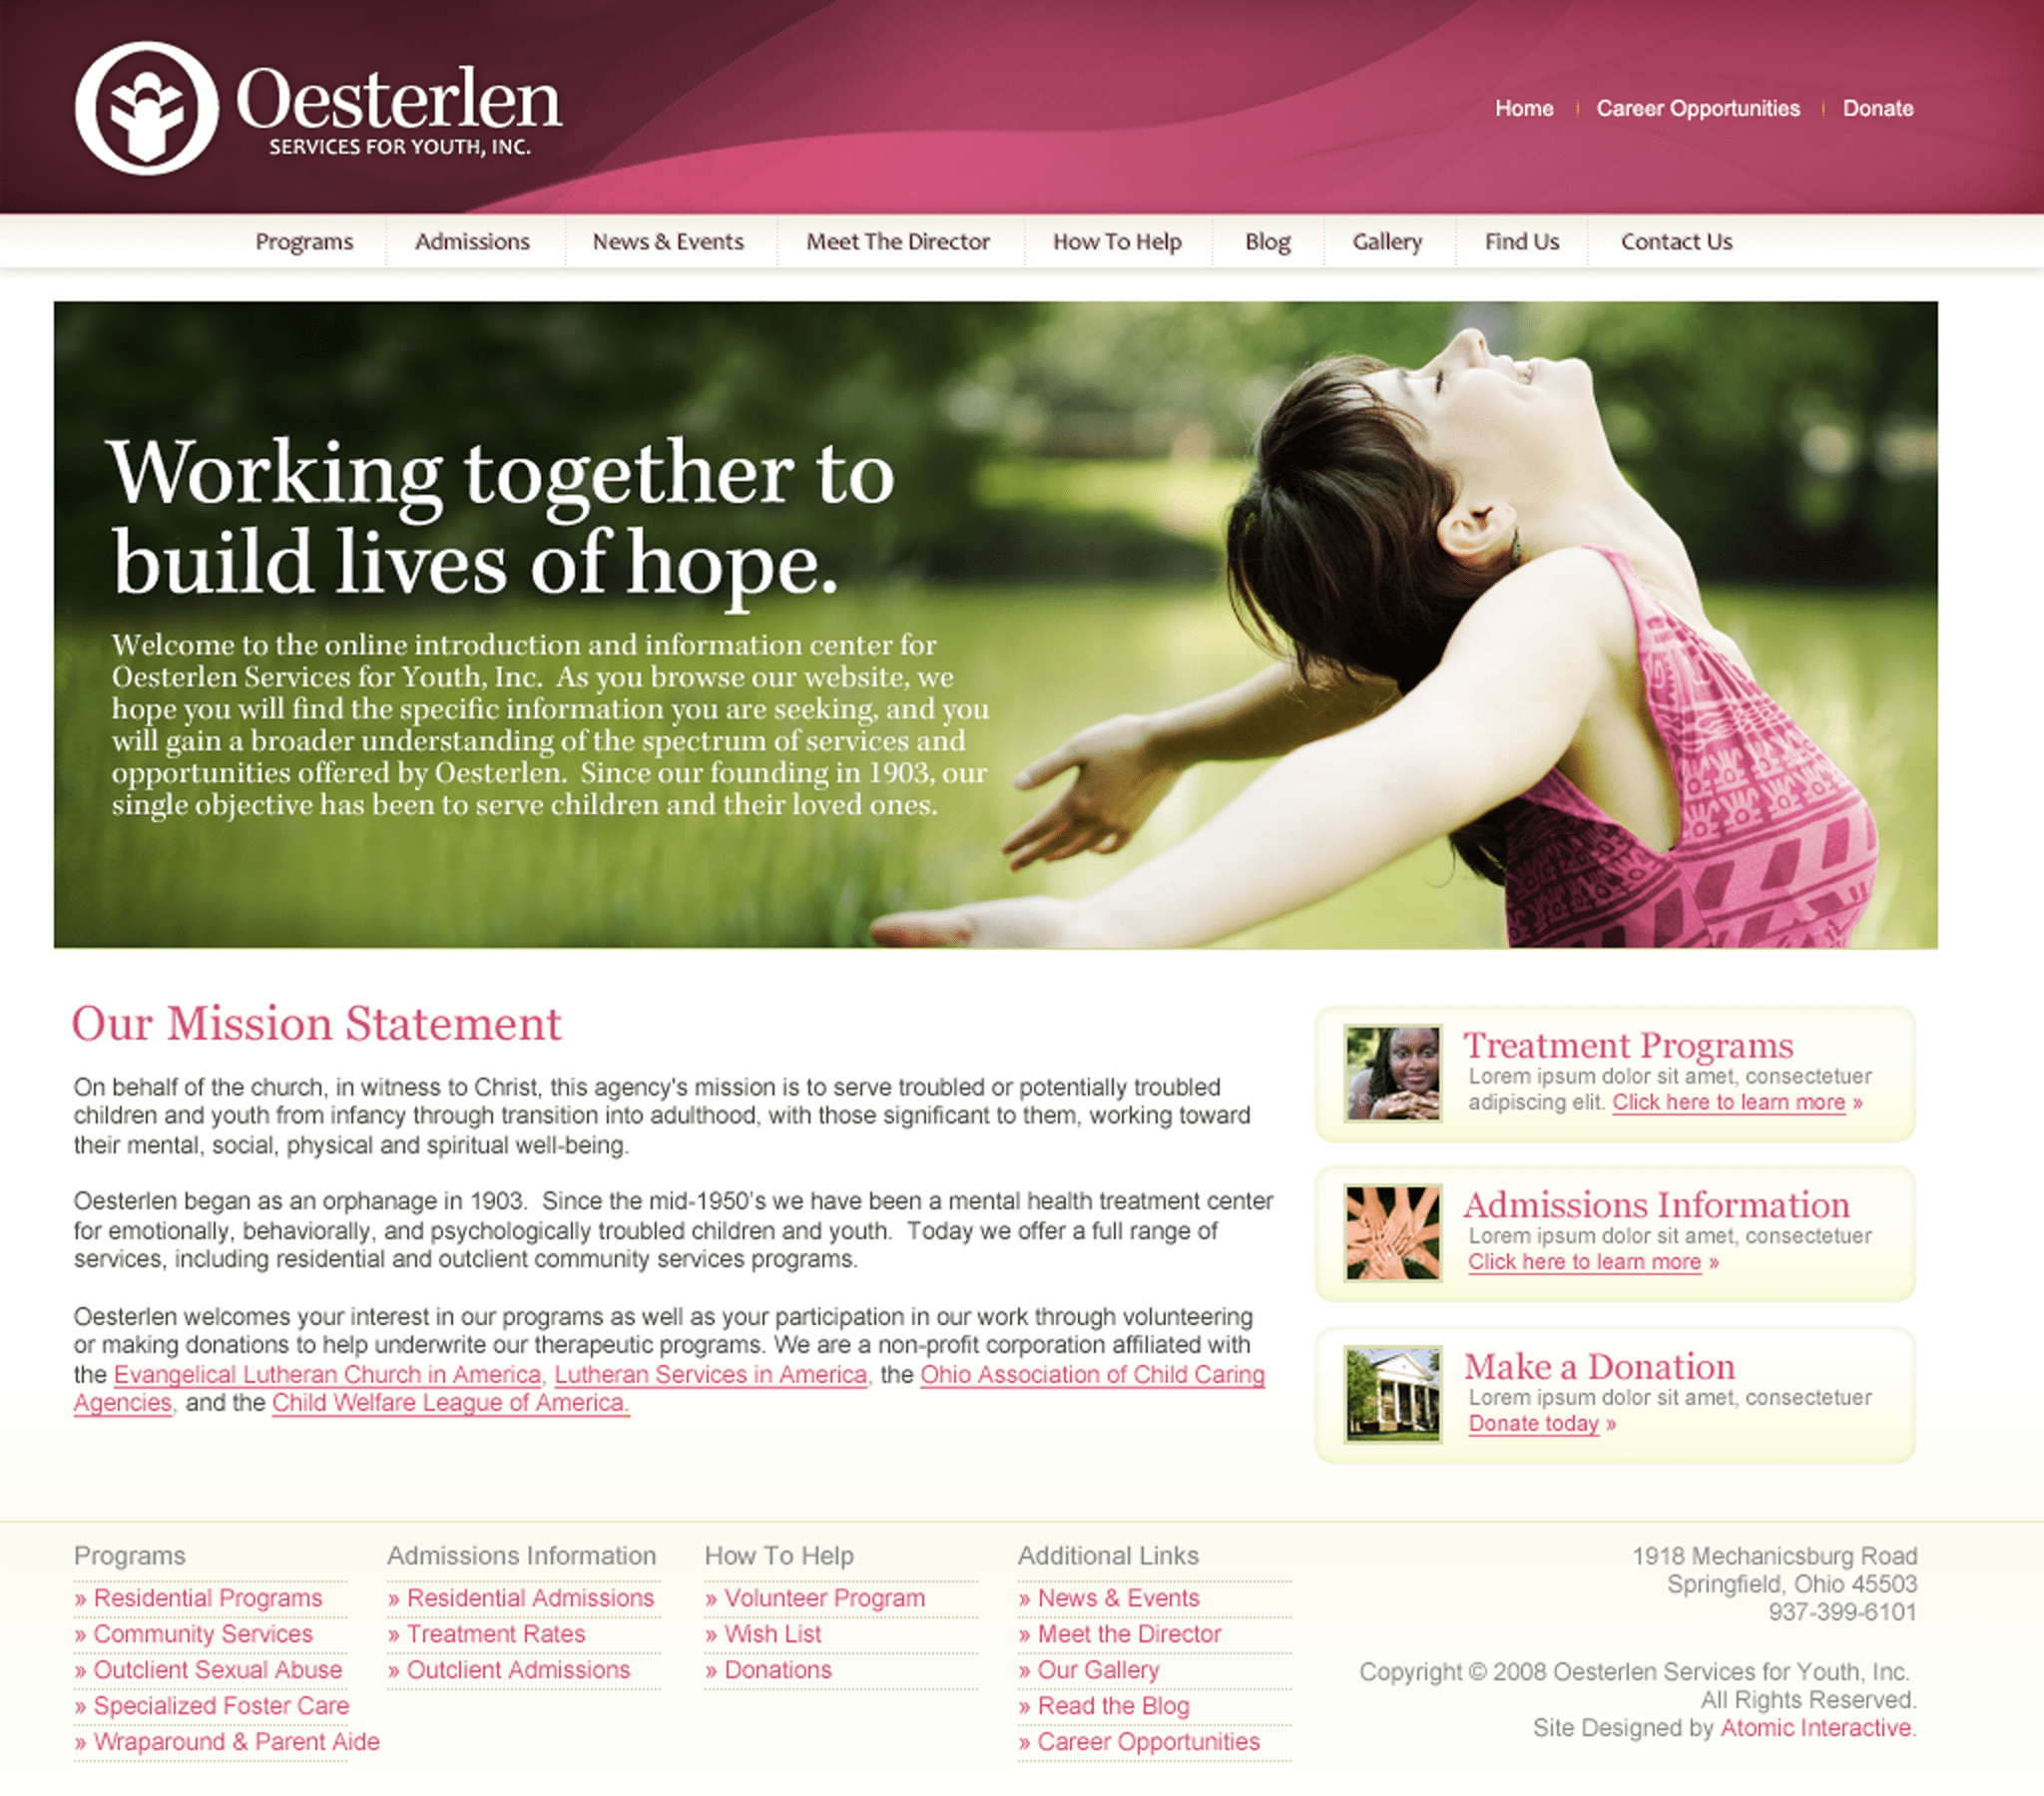 Oesterlen
SERVICES FOR YOUTH, INC.
Home
Career Opportunities
Donate
Programs
Admissions
News & Events
Meet The Director
How To Help
Blog
Gallery
Find Us
Contact Us
Working together to
build lives of hope.
Welcome to the online introduction and information center for
Oesterlen Services for Youth, Inc.  As you browse our website, we
hope you will find the specific information you are seeking, and you
will gain a broader understanding of the spectrum of services and
opportunities offered by Oesterlen.  Since our founding in 1903, our
single objective has been to serve children and their loved ones.
Our Mission Statement
On behalf of the church, in witness to Christ, this agency's mission is to serve troubled or potentially troubled
children and youth from infancy through transition into adulthood, with those significant to them, working toward
their mental, social, physical and spiritual well-being.
Oesterlen began as an orphanage in 1903.  Since the mid-1950's we have been a mental health treatment center
for emotionally, behaviorally, and psychologically troubled children and youth.  Today we offer a full range of
services, including residential and outclient community services programs.
Oesterlen welcomes your interest in our programs as well as your participation in our work through volunteering
or making donations to help underwrite our therapeutic programs. We are a non-profit corporation affiliated with
the Evangelical Lutheran Church in America, Lutheran Services in America, the Ohio Association of Child Caring
Agencies, and the Child Welfare League of America.
Treatment Programs
Lorem ipsum dolor sit amet, consectetuer
adipiscing elit. Click here to learn more »
Admissions Information
Lorem ipsum dolor sit amet, consectetuer
Click here to learn more »
Make a Donation
Lorem ipsum dolor sit amet, consectetuer
Donate today »
Programs
» Residential Programs
» Community Services
» Outclient Sexual Abuse
» Specialized Foster Care
» Wraparound & Parent Aide
Admissions Information
» Residential Admissions
» Treatment Rates
» Outclient Admissions
How To Help
» Volunteer Program
» Wish List
» Donations
Additional Links
» News & Events
» Meet the Director
» Our Gallery
» Read the Blog
» Career Opportunities
1918 Mechanicsburg Road
Springfield, Ohio 45503
937-399-6101
Copyright © 2008 Oesterlen Services for Youth, Inc.
All Rights Reserved.
Site Designed by Atomic Interactive.